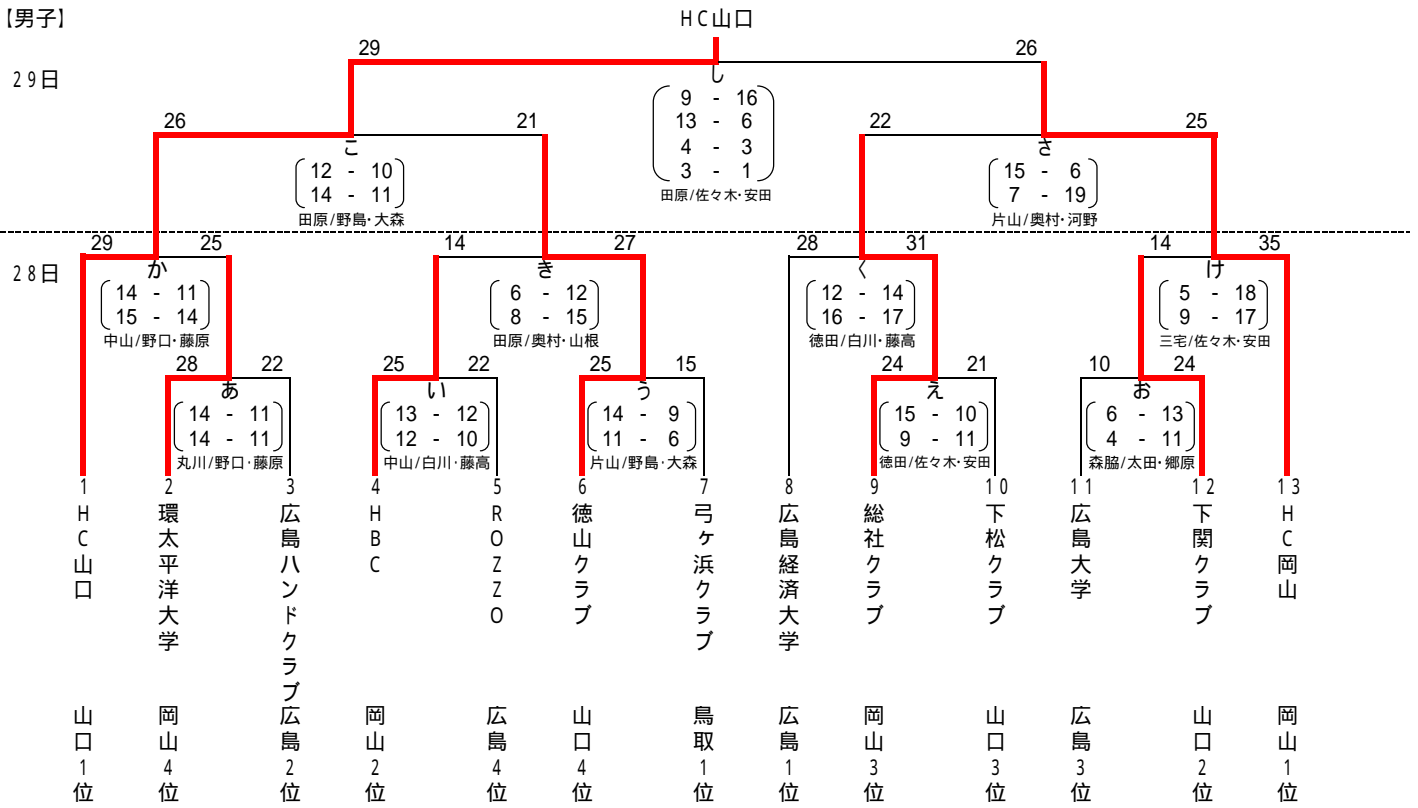 【男子】
HC山口
29
26
29日
し
9 - 16
13 - 6
4 - 3
3 - 1
田原/佐々木・安田
26
21
22
25
こ
12 - 10
14 - 11
田原/野島・大森
さ
15 - 6
7 - 19
片山/奥村・河野
28日
29
25
14
27
28
31
14
35
か
14 - 11
15 - 14
中山/野口・藤原
き
6 - 12
8 - 15
田原/奥村・山根
く
12 - 14
16 - 17
徳田/白川・藤高
け
5 - 18
9 - 17
三宅/佐々木・安田
28
22
25
22
25
15
24
21
10
24
あ
14 - 11
14 - 11
丸川/野口・藤原
い
13 - 12
12 - 10
中山/白川・藤高
う
14 - 9
11 - 6
片山/野島・大森
え
15 - 10
9 - 11
徳田/佐々木・安田
お
6 - 13
4 - 11
森脇/太田・郷原
1
HC山口
山口1位
2
環太平洋大学
岡山4位
3
広島ハンドクラブ
広島2位
4
HBC
岡山2位
5
ROZZO
広島4位
6
徳山クラブ
山口4位
7
弓ヶ浜クラブ
鳥取1位
8
広島経済大学
広島1位
9
総社クラブ
岡山3位
10
下松クラブ
山口3位
11
広島大学
広島3位
12
下関クラブ
山口2位
13
HC岡山
岡山1位